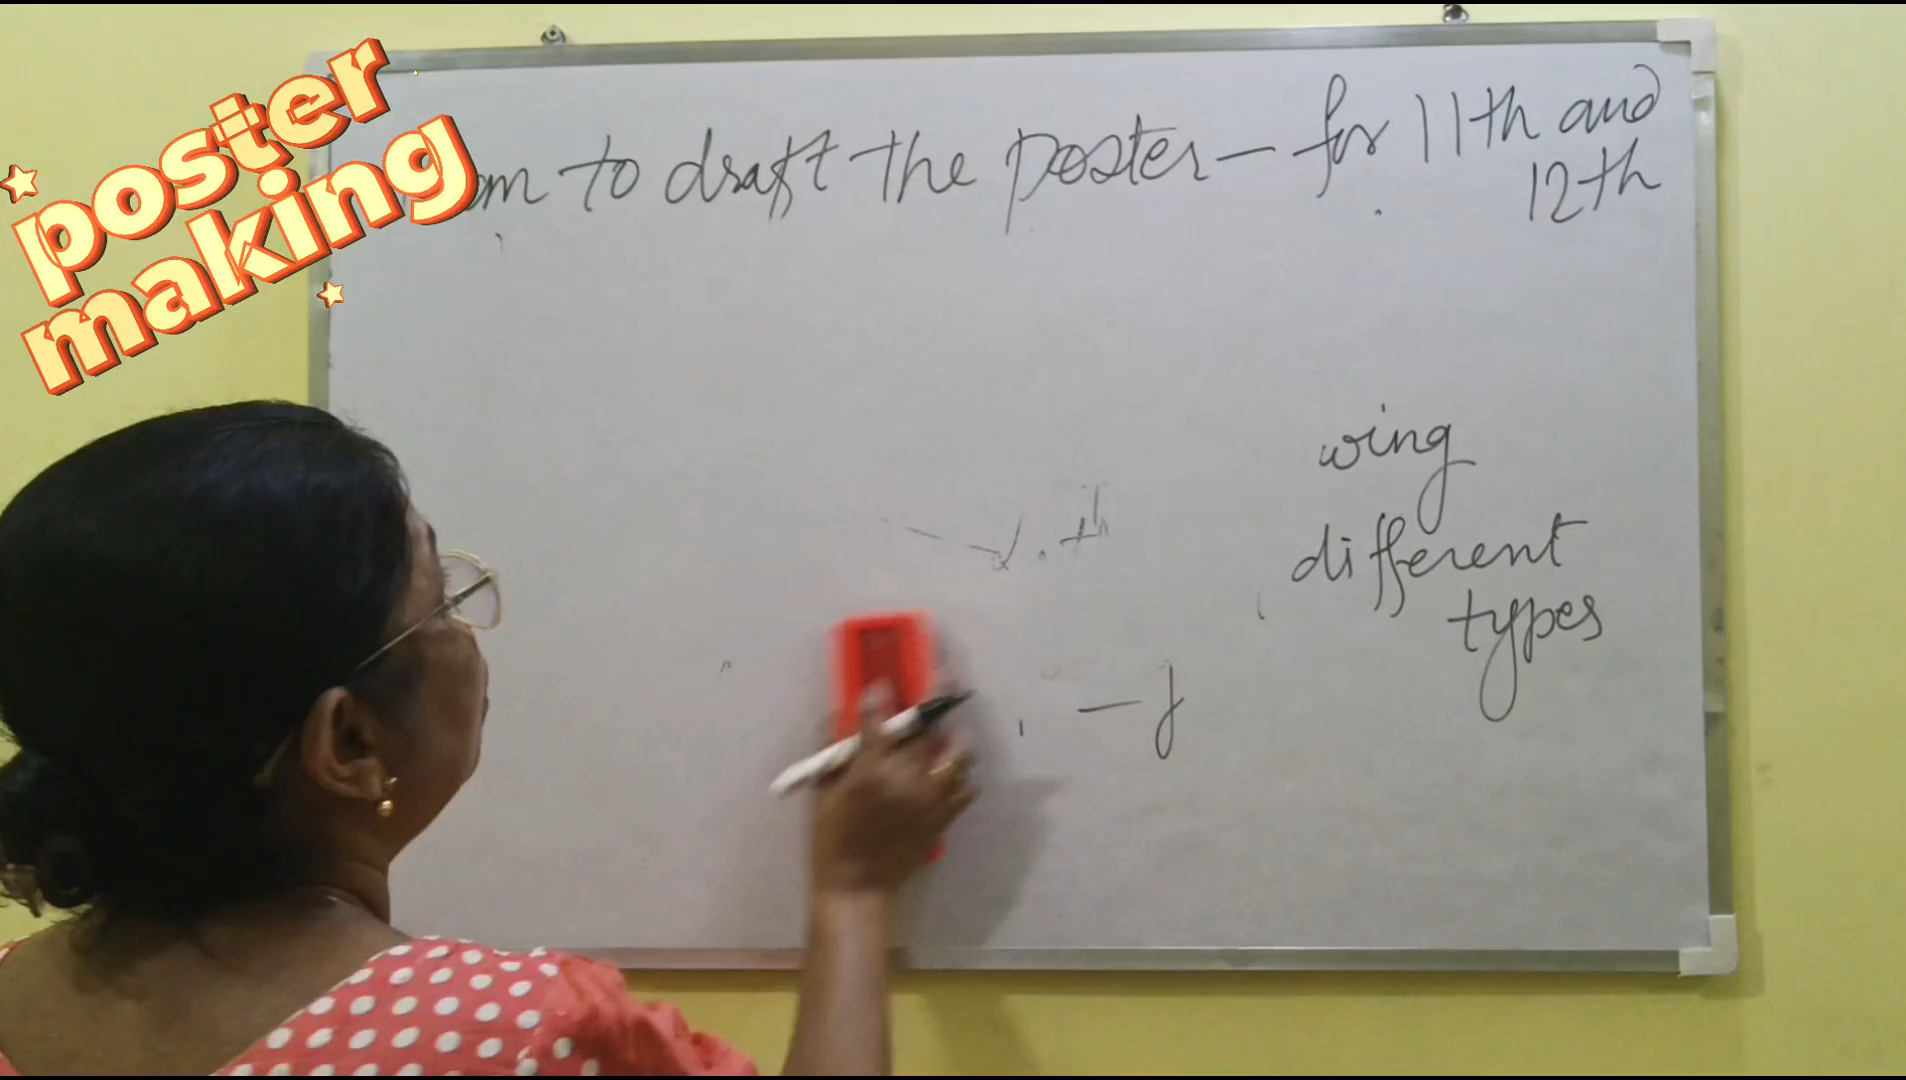 poster
making
to draft the poster – for 11th and
12th
wing
different
types